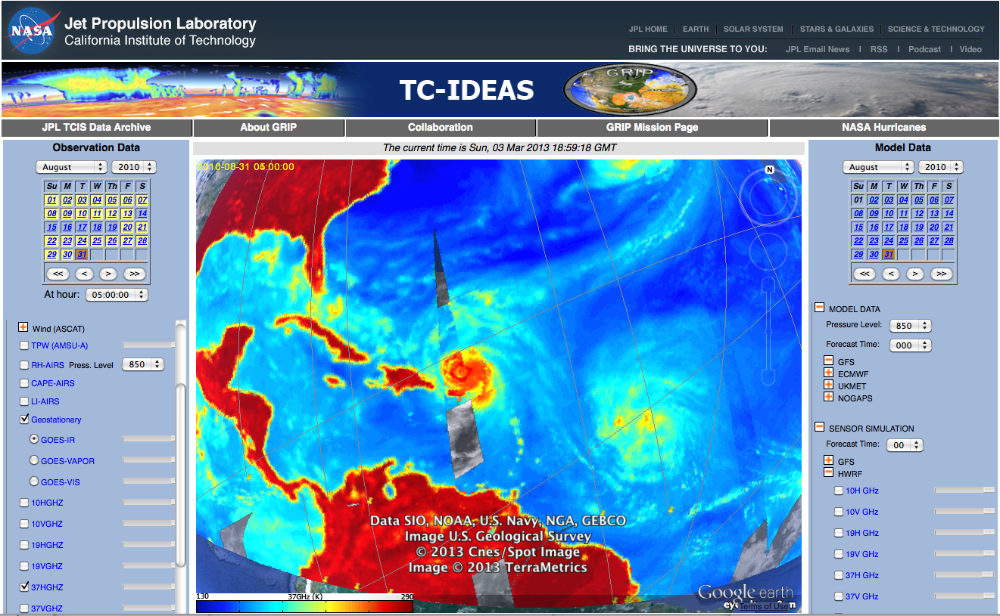 NASA
Jet Propulsion Laboratory
California Institute of Technology
JPL HOME | EARTH | SOLAR SYSTEM | STARS & GALAXIES | SCIENCE & TECHNOLOGY
BRING THE UNIVERSE TO YOU: JPL Email News | RSS | Podcast | Video
TC-IDEAS
GRIP
JPL TCIS Data Archive
About GRIP
Collaboration
GRIP Mission Page
NASA Hurricanes
Observation Data
August 2010
Su M T W Th F S
01 02 03 04 05 06 07
08 09 10 11 12 13 14
15 16 17 18 19 20 21
22 23 24 25 26 27 28
29 30 31
<< < > >>
At hour: 05:00:00
Wind (ASCAT)
TPW (AMSU-A)
RH-AIRS Press. Level 850
CAPE-AIRS
LI-AIRS
Geostationary
GOES-IR
GOES-VAPOR
GOES-VIS
10HGHZ
10VGHZ
19HGHZ
19VGHZ
37HGHZ
37VGHZ
The current time is Sun, 03 Mar 2013 18:59:18 GMT
2010-08-31 :00:00
N
Data SIO, NOAA, U.S. Navy, NGA, GEBCO
Image U.S. Geological Survey
© 2013 Cnes/Spot Image
Image © 2013 TerraMetrics
130 37GHz (K) 290
Google earth
Terms of Use
Model Data
August 2010
Su M T W Th F S
01 02 03 04 05 06 07
08 09 10 11 12 13 14
15 16 17 18 19 20 21
22 23 24 25 26 27 28
29 30 31
<< < > >>
MODEL DATA
Pressure Level: 850
Forecast Time: 000
GFS
ECMWF
UKMET
NOGAPS
SENSOR SIMULATION
Forecast Time: 00
GFS
HWRF
10H GHz
10V GHz
19H GHz
19V GHz
37H GHz
37V GHz